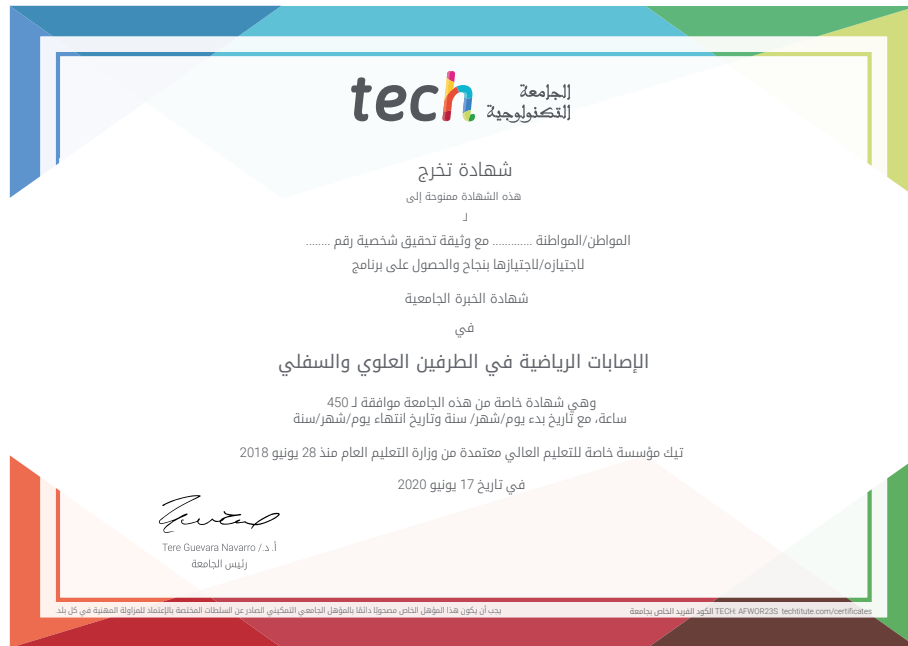 tech الجامعة
التكنولوجية
شهادة تخرج
هذه الشهادة ممنوحة إلى
لـ
المواطن/المواطنة ............. مع وثيقة تحقيق شخصية رقم ........
لاجتيازه/لاجتيازها بنجاح والحصول على برنامج
شهادة الخبرة الجامعية
في
الإصابات الرياضية في الطرفين العلوي والسفلي
وهي شهادة خاصة من هذه الجامعة موافقة لـ 450
ساعة، مع تاريخ بدء يوم/شهر/ سنة وتاريخ انتهاء يوم/شهر/سنة
تيك مؤسسة خاصة للتعليم العالي معتمدة من وزارة التعليم العام منذ 28 يونيو 2018
في تاريخ 17 يونيو 2020
أ.د./ Tere Guevara Navarro
رئيس الجامعة
الكود الفريد الخاص بجامعة TECH: AFWOR23S techtitute.com/certificates
يجب أن يكون هذا المؤهل الخاص مصحوبًا دائمًا بالمؤهل الجامعي التمكيني الصادر عن السلطات المختصة بالإعتماد للمزاولة المهنية في كل بلد